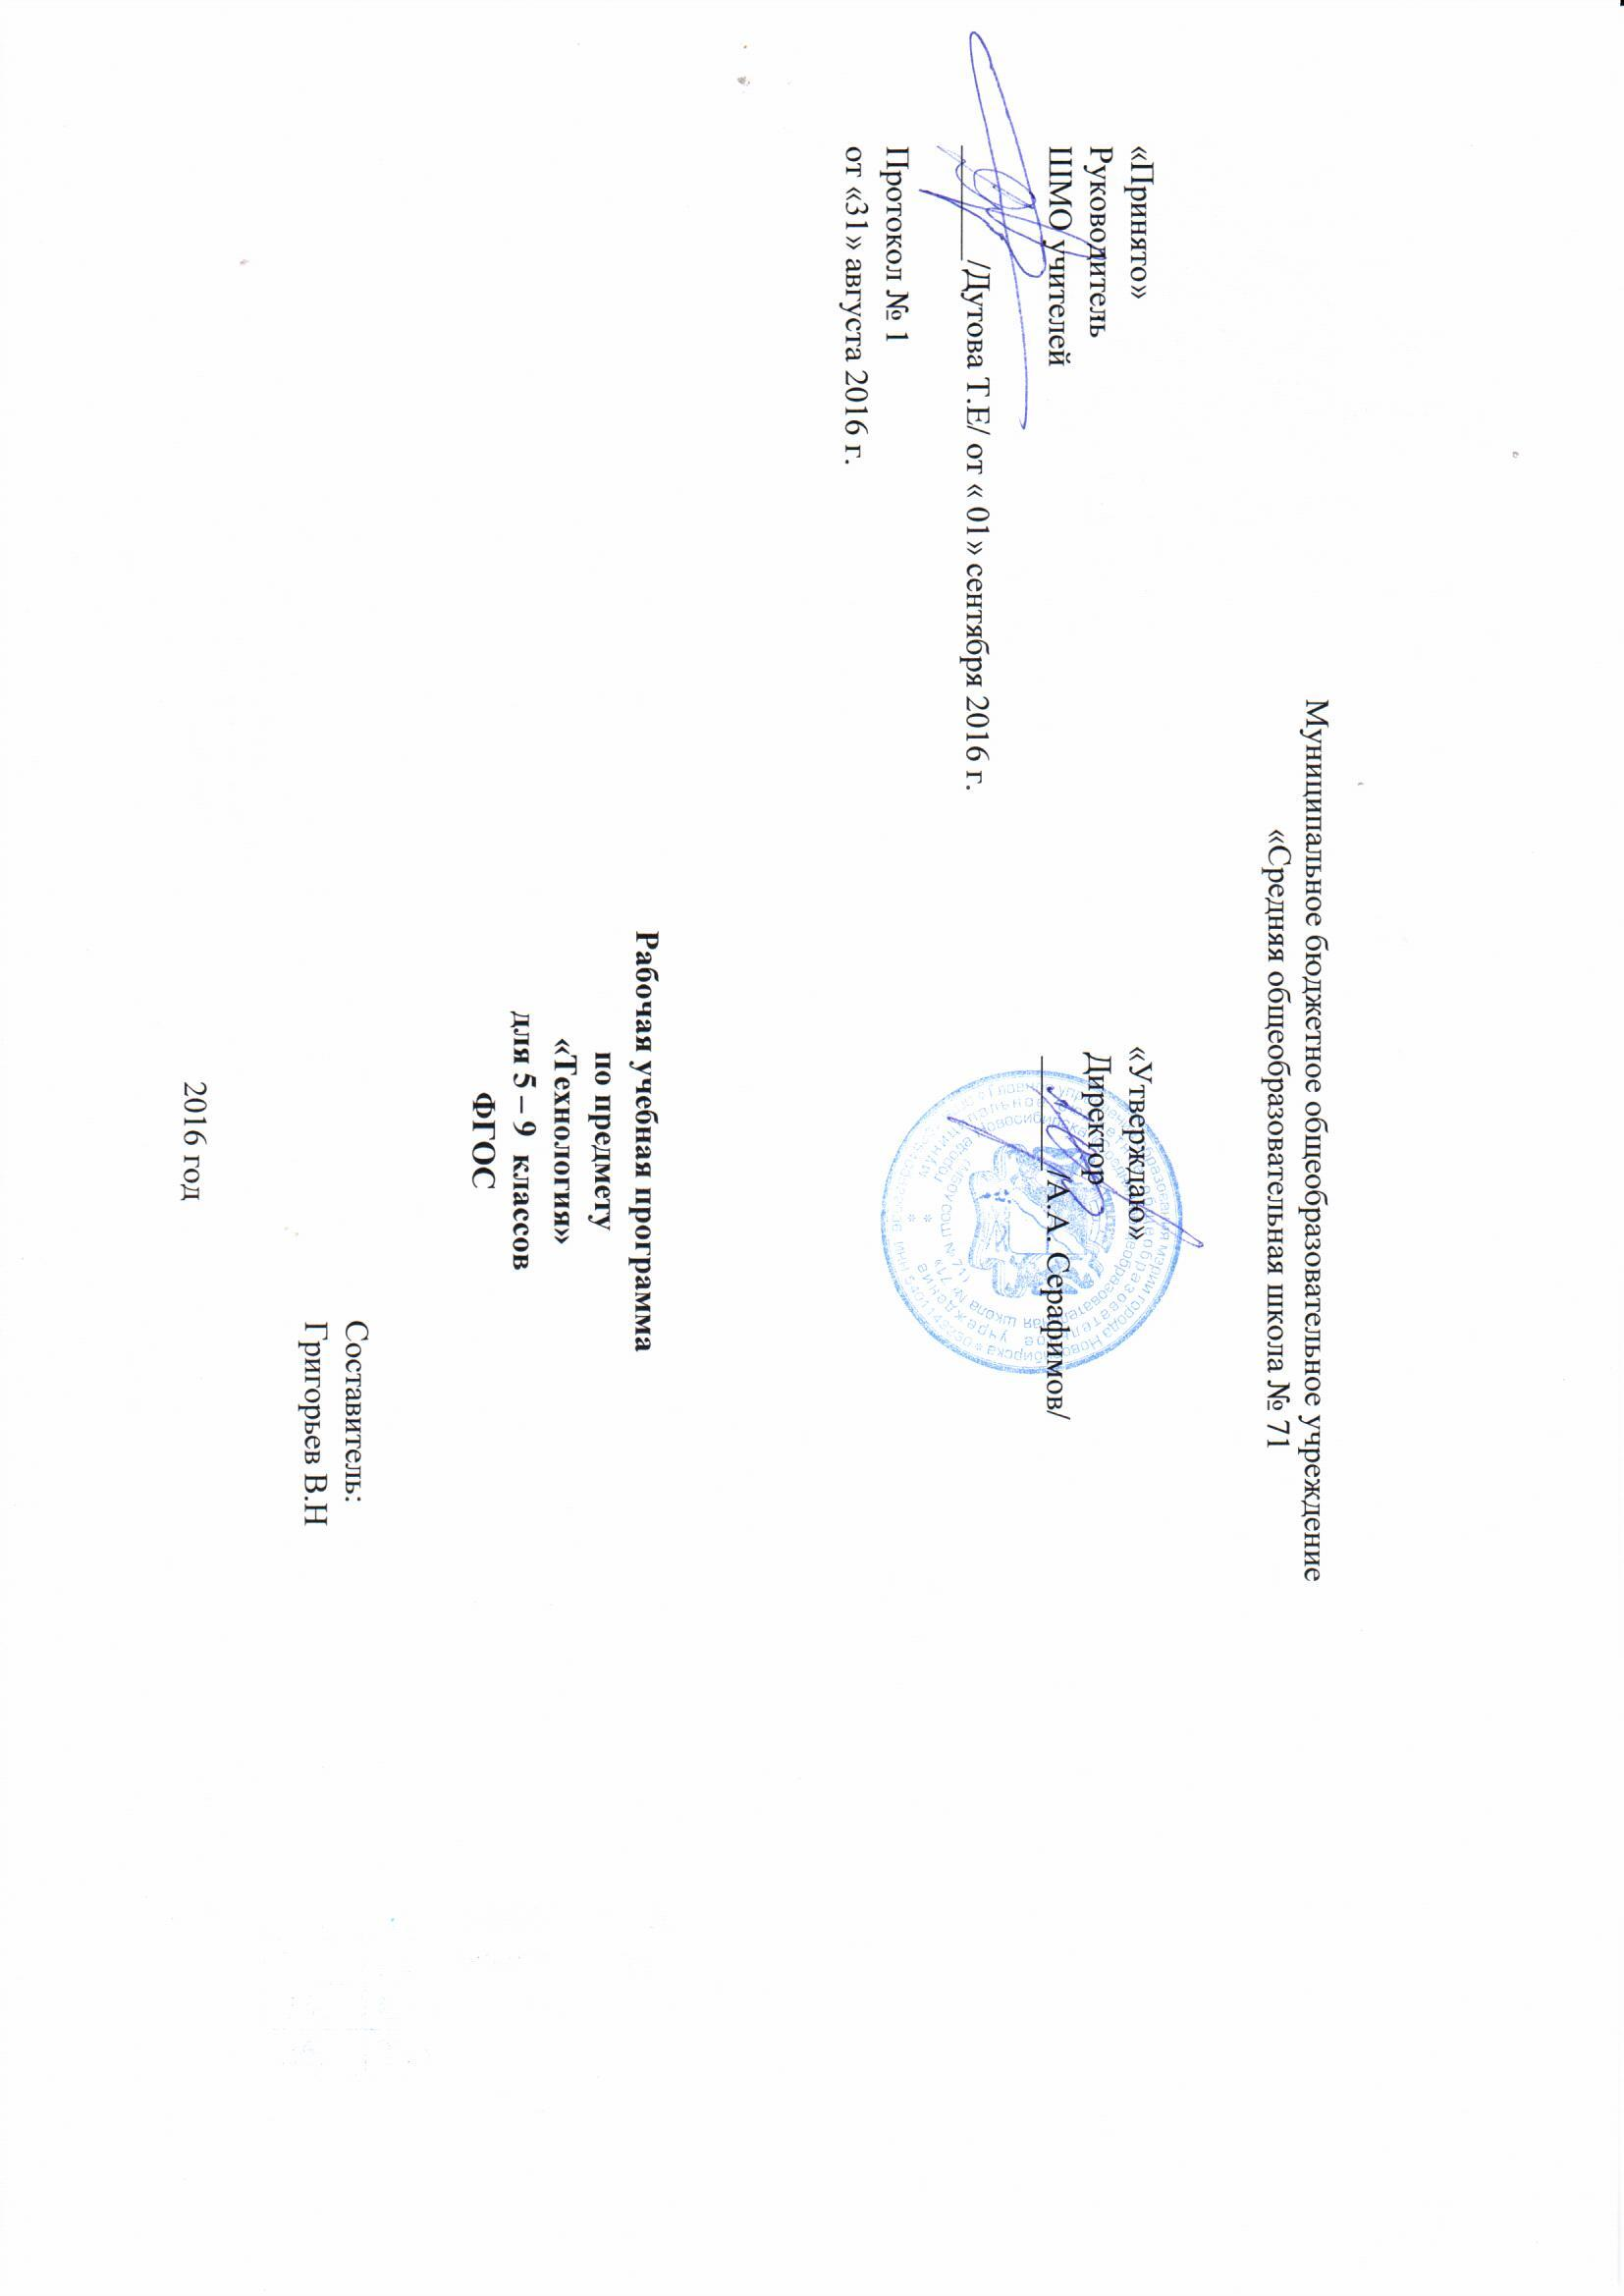 Муниципальное бюджетное общеобразовательное учреждение
«Средняя общеобразовательная школа № 71
«Принято»
Руководитель
ШМО учителей
_______/Дутова Т.Е/ от « 01» сентября 2016 г.
Протокол № 1
от «31» августа 2016 г.
«Утверждаю»
Директор
_______/А.А. Серафимов/
Рабочая учебная программа
по предмету
«Технология»
для 5 – 9 классов
ФГОС
Составитель:
Григорьев В.Н
2016 год